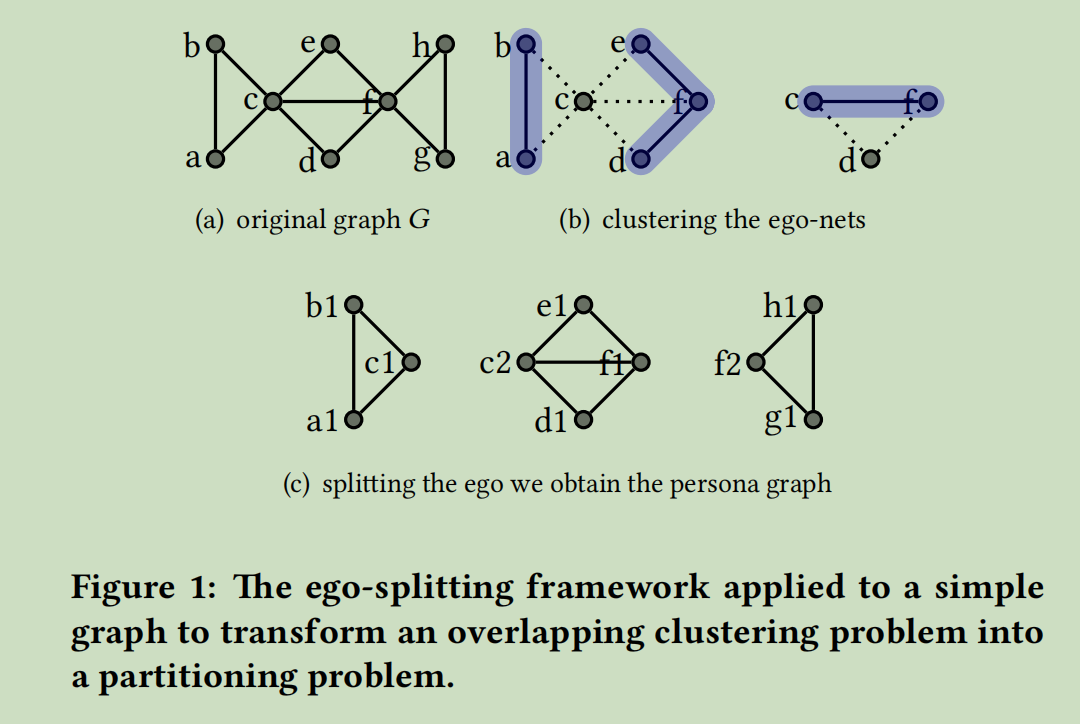 b e h b e
c f c f c f
a d g a d d
(a) original graph G
(b) clustering the ego-nets
b1 e1 h1
c1 c2 f1 f2
a1 d1 g1
(c) splitting the ego we obtain the persona graph
Figure 1: The ego-splitting framework applied to a simple
graph to transform an overlapping clustering problem into
a partitioning problem.